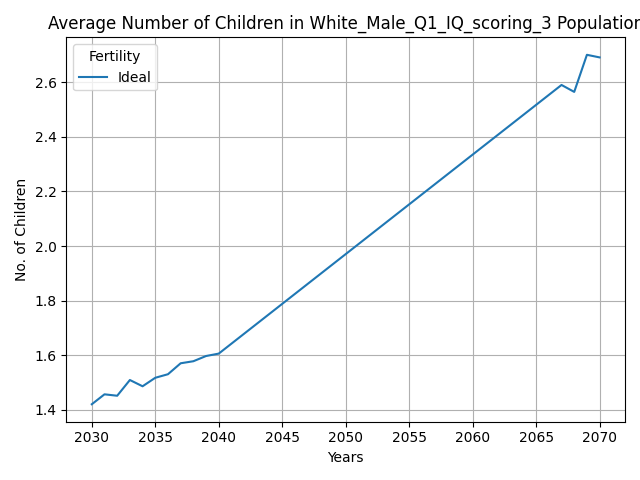 Average Number of Children in White_Male_Q1_IQ_scoring_3 Population
Fertility
Ideal
2.6
2.4
2.2
2.0
1.8
1.6
1.4
No. of Children
2030 2035 2040 2045 2050 2055 2060 2065 2070
Years